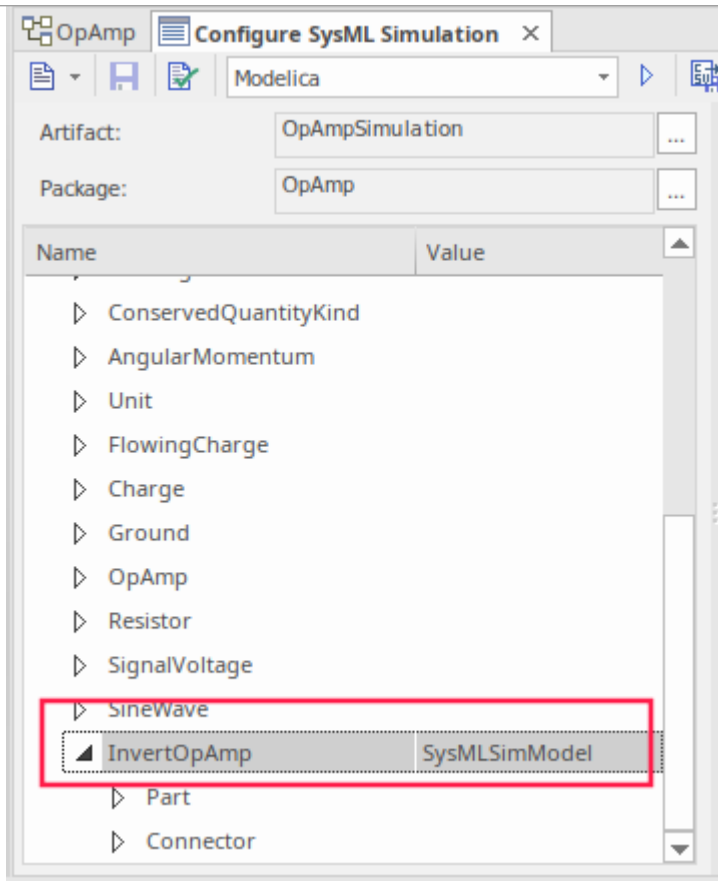 OpAmp Configure SysML Simulation
Modelica
Artifact: OpAmpSimulation ...
Package: OpAmp ...
Name Value
ConservedQuantityKind
AngularMomentum
Unit
FlowingCharge
Charge
Ground
OpAmp
Resistor
SignalVoltage
SineWave
InvertOpAmp SysMLSimModel
Part
Connector